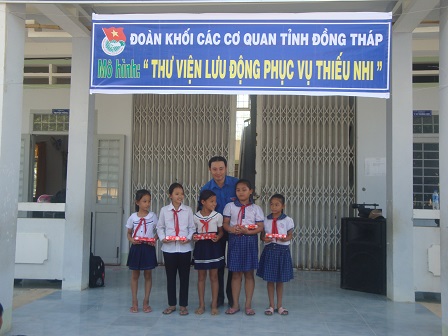 ĐOÀN KHỐI CÁC CƠ QUAN TỈNH ĐỒNG THÁP
Mô hình: “ THƯ VIỆN LƯU ĐỘNG PHỤC VỤ THIẾU NHI ”